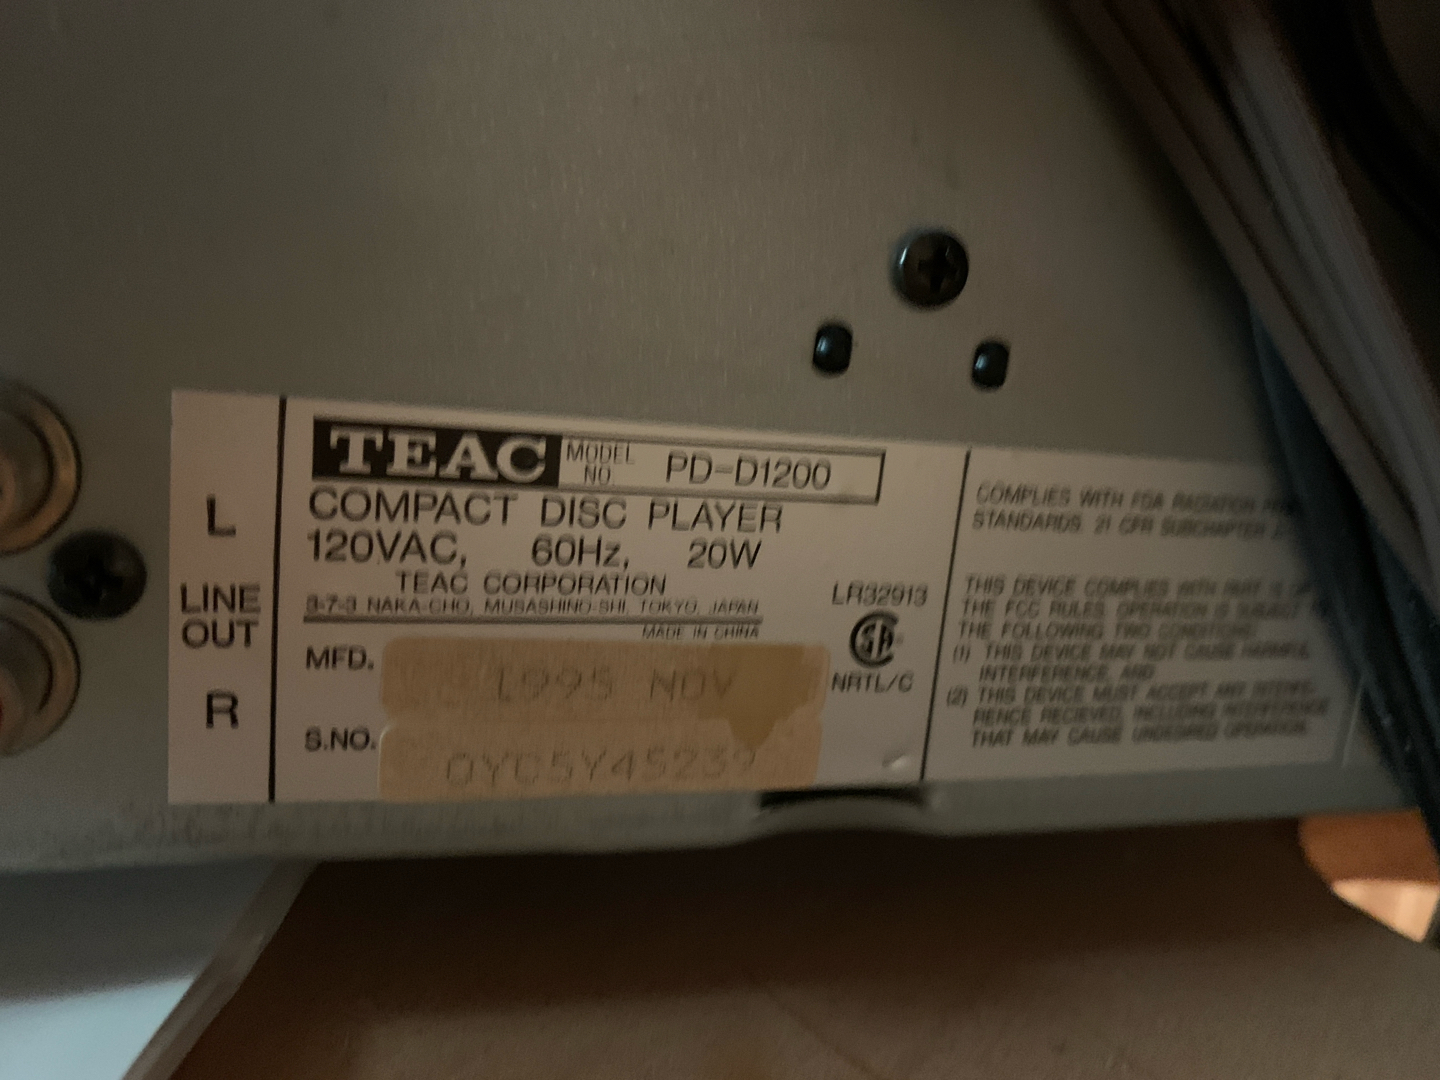 L
LINE
OUT
R
TEAC MODEL NO PD-D1200
COMPACT DISC PLAYER
120VAC, 60Hz, 20W
TEAC CORPORATION
3-7-3 NAKA-CHO, MUSASHINO-SHI, TOKYO, JAPAN
MADE IN CHINA
MFD. 1995 NOV
S.NO.
LR32913
NRTL/C
COMPLIES WITH FDA RADIATION
STANDARDS. 21 CFR SUBCHAPTER
THIS DEVICE COMPLIES WITH PART
THE FCC RULES. OPERATION IS SUBJECT
THE FOLLOWING TWO CONDITIONS:
(1) THIS DEVICE MAY NOT CAUSE HARMFUL
INTERFERENCE, AND
(2) THIS DEVICE MUST ACCEPT ANY INTERFE-
RENCE RECIEVED, INCLUDING INTERFERENCE
THAT MAY CAUSE UNDESIRED OPERATION.